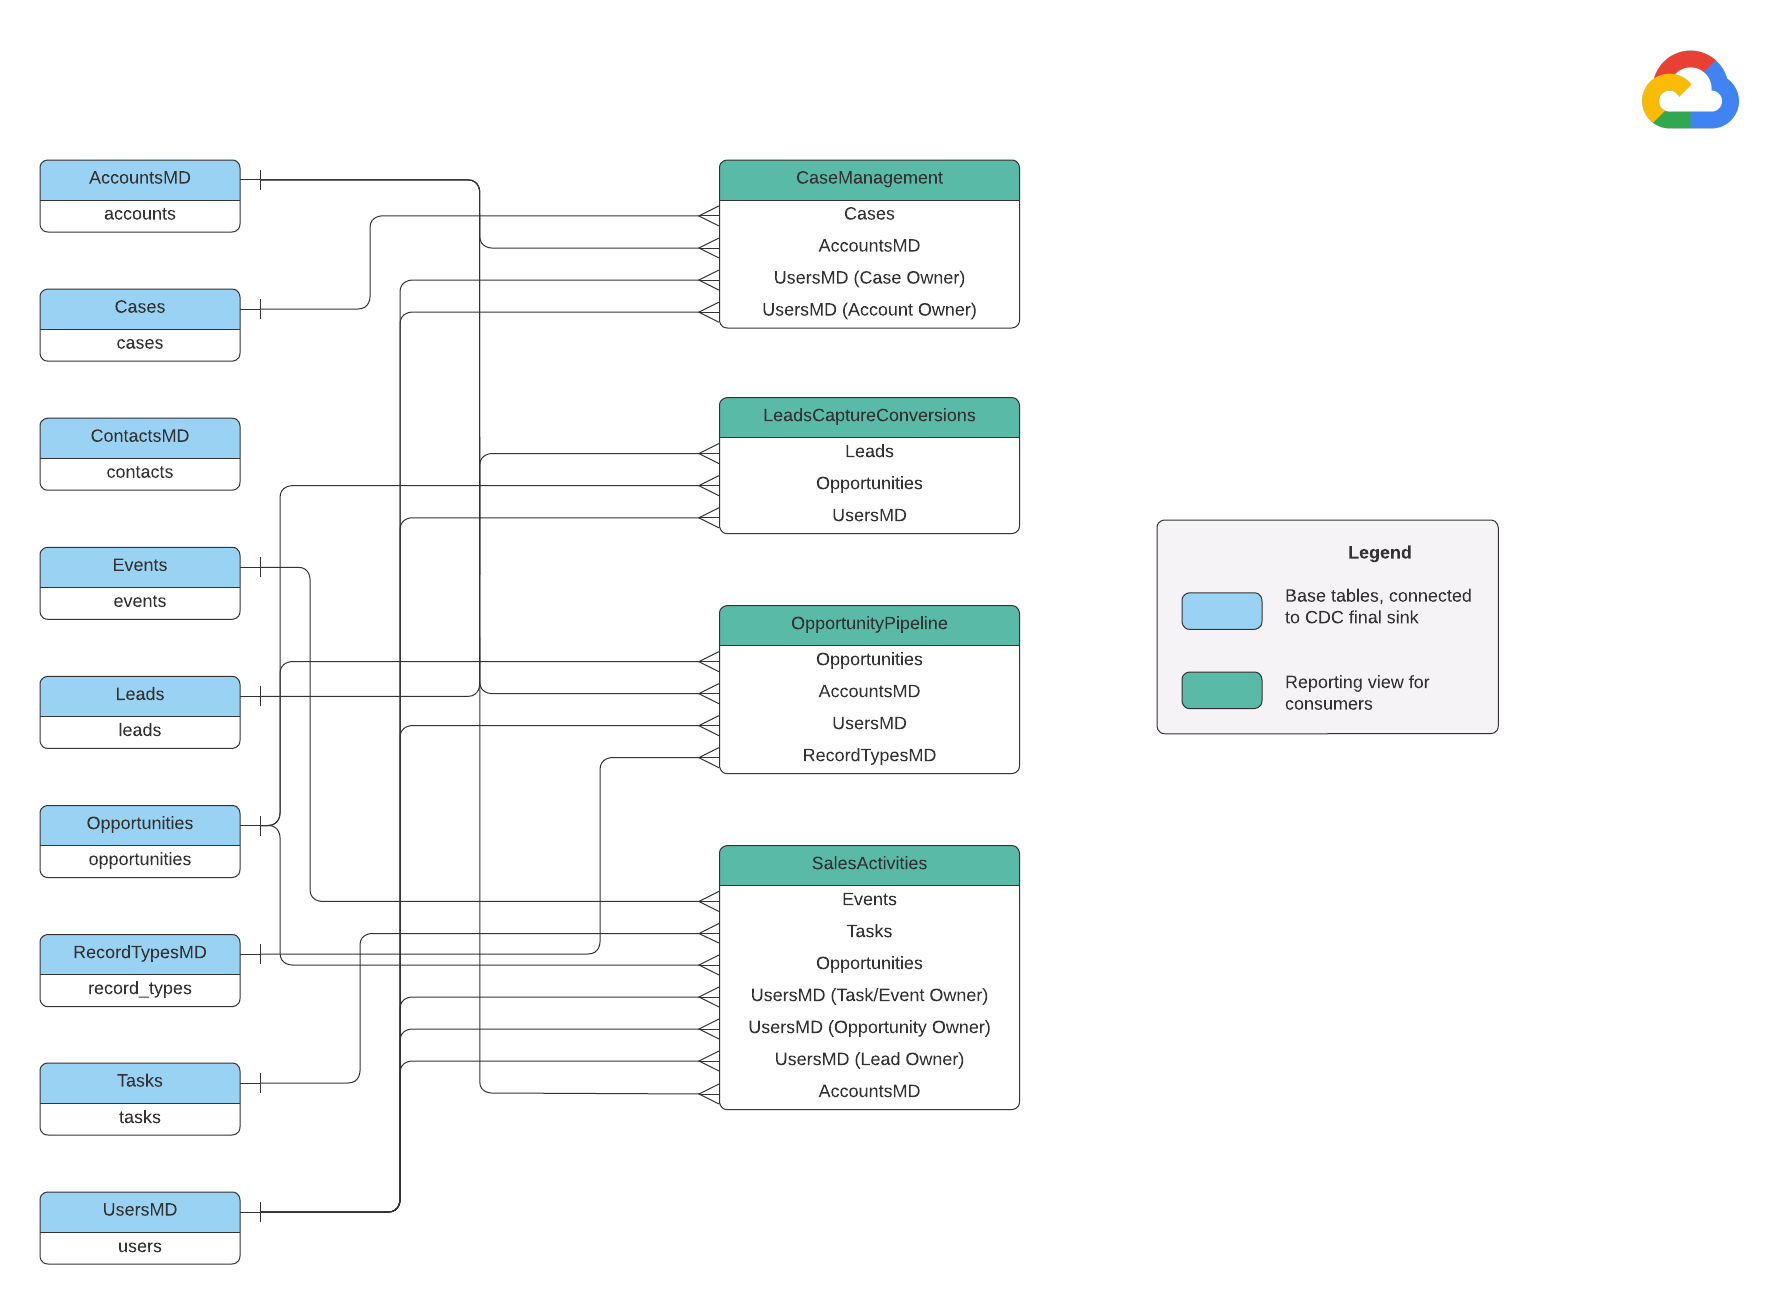 AccountsMD
accounts
Cases
cases
ContactsMD
contacts
Events
events
Leads
leads
Opportunities
opportunities
RecordTypesMD
record_types
Tasks
tasks
UsersMD
users
CaseManagement
Cases
AccountsMD
UsersMD (Case Owner)
UsersMD (Account Owner)
LeadsCaptureConversions
Leads
Opportunities
UsersMD
OpportunityPipeline
Opportunities
AccountsMD
UsersMD
RecordTypesMD
SalesActivities
Events
Tasks
Opportunities
UsersMD (Task/Event Owner)
UsersMD (Opportunity Owner)
UsersMD (Lead Owner)
AccountsMD
Legend
Base tables, connected
to CDC final sink
Reporting view for
consumers